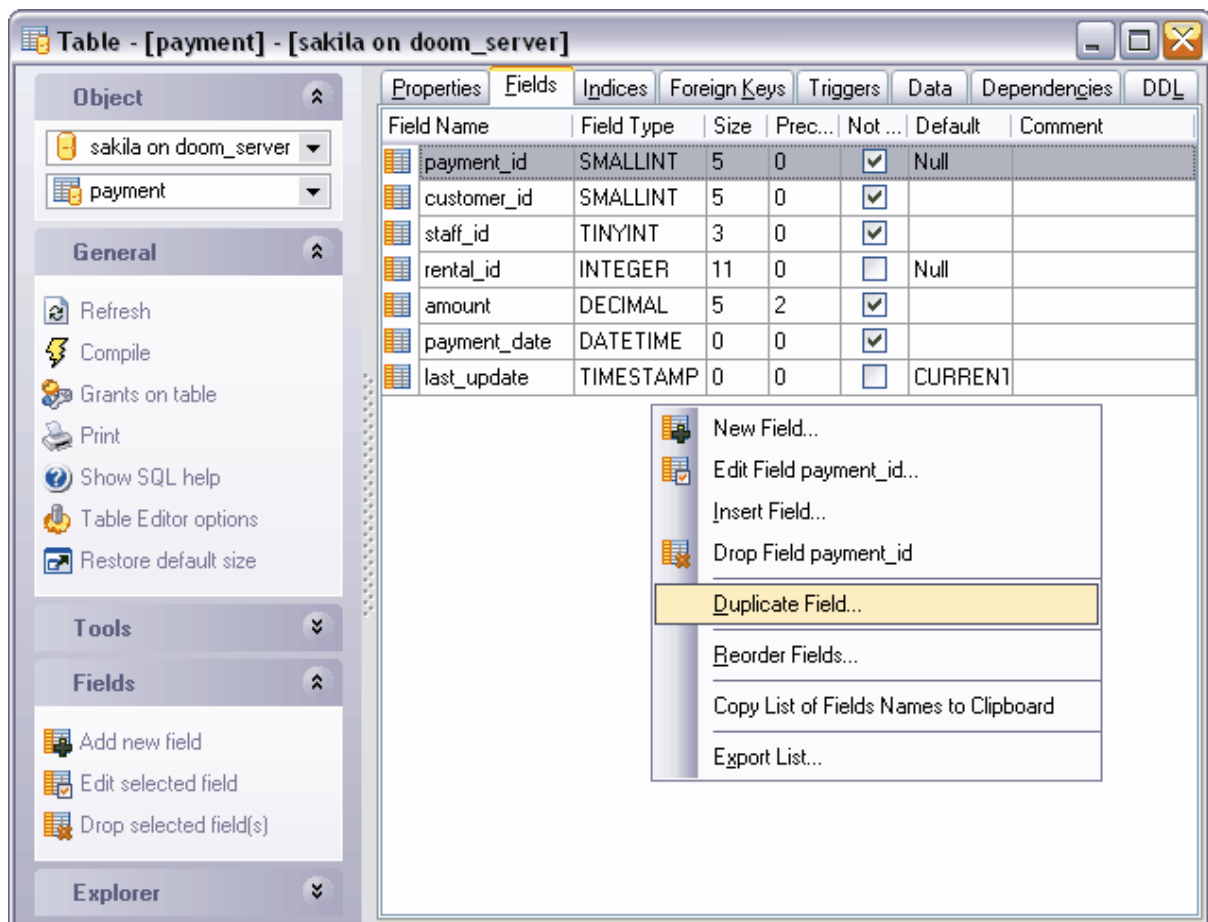 Table - [payment] - [sakila on doom_server]
Object
sakila on doom_server
payment
General
Refresh
Compile
Grants on table
Print
Show SQL help
Table Editor options
Restore default size
Tools
Fields
Add new field
Edit selected field
Drop selected field(s)
Explorer
Properties Fields Indices Foreign Keys Triggers Data Dependencies DDL
Field Name Field Type Size Prec... Not ... Default Comment
payment_id SMALLINT 5 0 Null
customer_id SMALLINT 5 0
staff_id TINYINT 3 0
rental_id INTEGER 11 0 Null
amount DECIMAL 5 2
payment_date DATETIME 0 0
last_update TIMESTAMP 0 0 CURRENT
New Field...
Edit Field payment_id...
Insert Field...
Drop Field payment_id
Duplicate Field...
Reorder Fields...
Copy List of Fields Names to Clipboard
Export List...